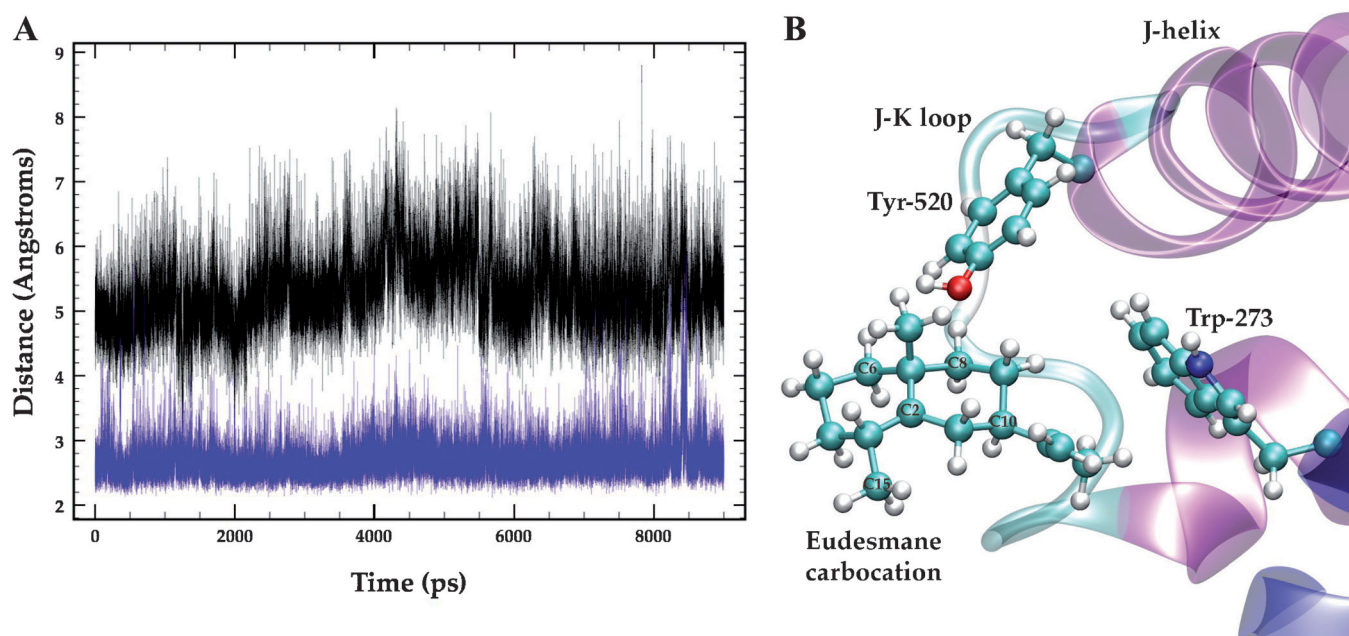 A
9
8
7
6
5
4
3
2
Distance (Angstroms)
0
2000
4000
6000
8000
Time (ps)
B
J-helix
J-K loop
Tyr-520
Trp-273
C6
C8
C2
C10
C15
Eudesmane
carbocation